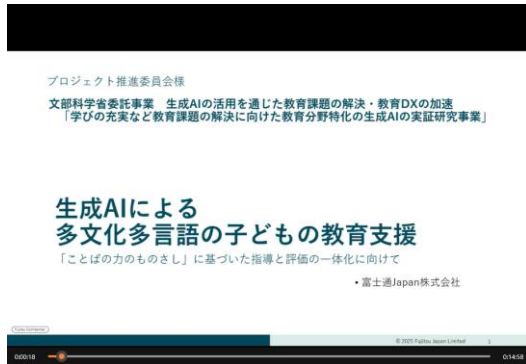 プロジェクト推進委員会様
文部科学省委託事業　生成AIの活用を通じた教育課題の解決・教育DXの加速
「学びの充実など教育課題の解決に向けた教育分野特化の生成AIの実証研究事業」
生成AIによる
多文化多言語の子どもの教育支援
「ことばの力のものさし」に基づいた指導と評価の一体化に向けて
• 富士通Japan株式会社
© 2025 Fujitsu Japan Limited
1
0:00:18
0:14:58